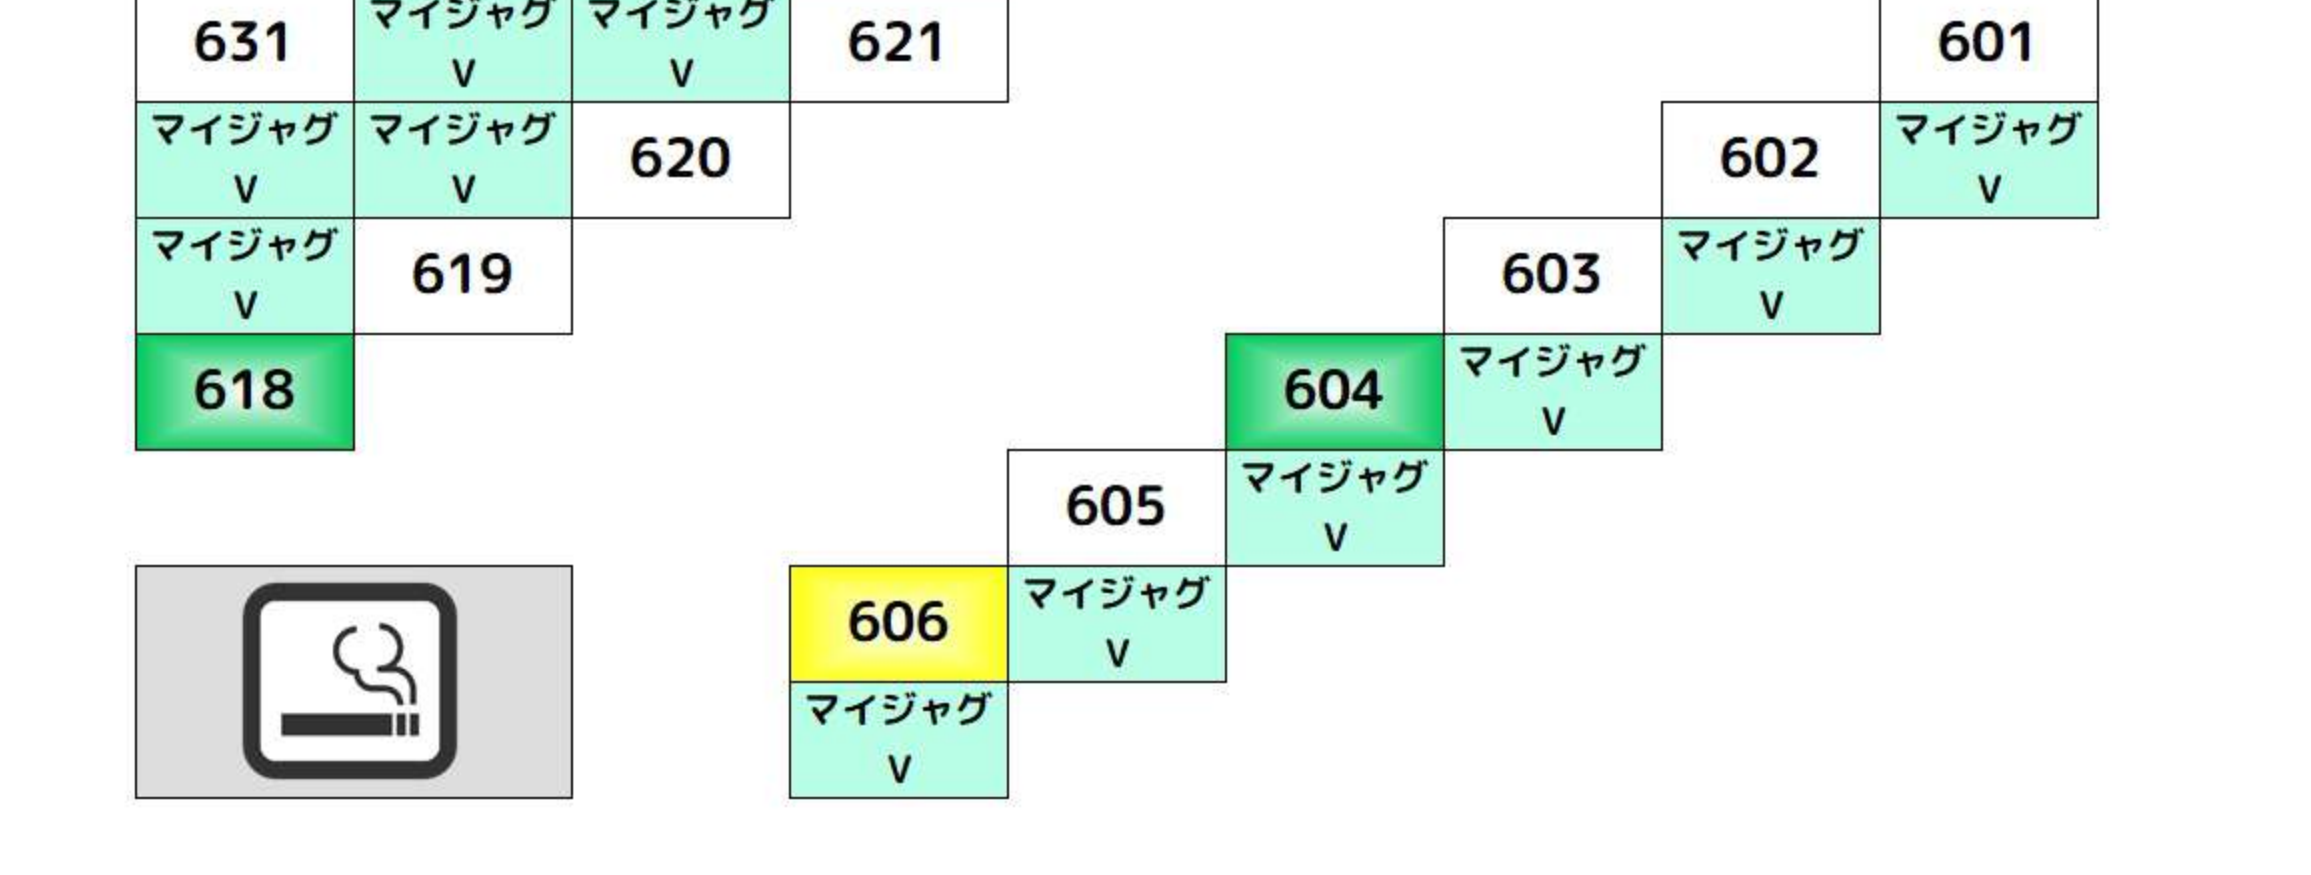 631 マイジャグ マイジャグ 621 601
V V
マイジャグ マイジャグ 620 602 マイジャグ
V V V
マイジャグ 619 603 マイジャグ
V V
618 604 マイジャグ
V
605 マイジャグ
V
606 マイジャグ
V
マイジャグ
V